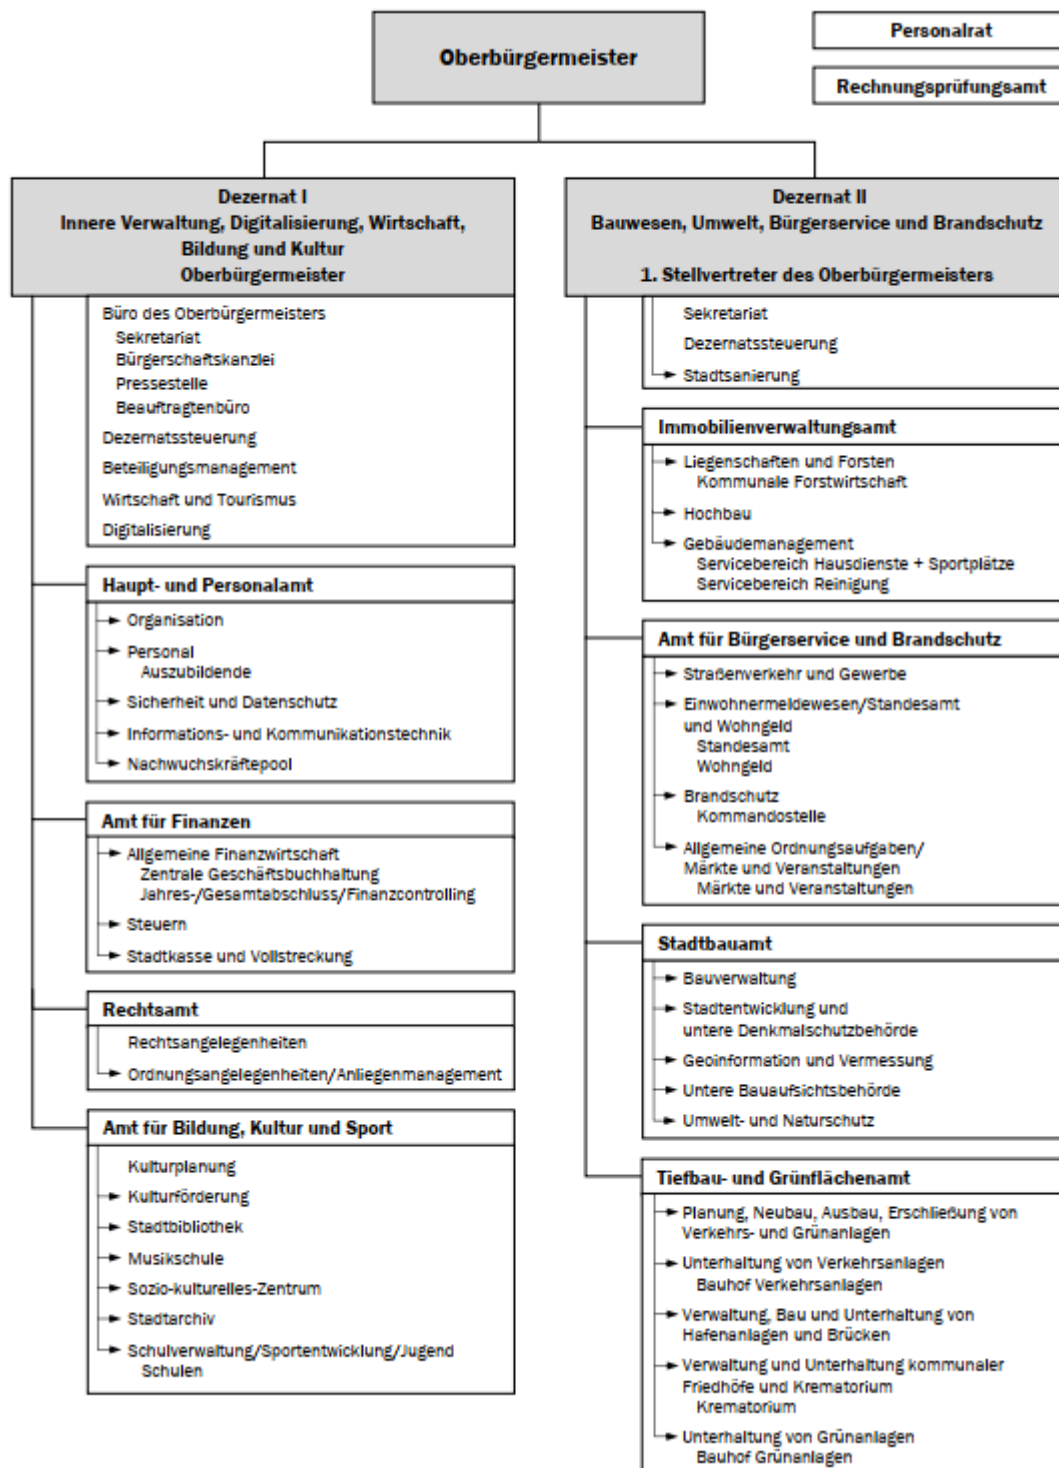 Oberbürgermeister
Personalrat
Rechnungsprüfungsamt
Dezernat I
Innere Verwaltung, Digitalisierung, Wirtschaft,
Bildung und Kultur
Oberbürgermeister
Büro des Oberbürgermeisters
Sekretariat
Bürgerschaftskanzlei
Pressestelle
Beauftragtenbüro
Dezernatssteuerung
Beteiligungsmanagement
Wirtschaft und Tourismus
Digitalisierung
Haupt- und Personalamt
Organisation
Personal
Auszubildende
Sicherheit und Datenschutz
Informations- und Kommunikationstechnik
Nachwuchskräftepool
Amt für Finanzen
Allgemeine Finanzwirtschaft
Zentrale Geschäftsbuchhaltung
Jahres-/Gesamtabschluss/Finanzcontrolling
Steuern
Stadtkasse und Vollstreckung
Rechtsamt
Rechtsangelegenheiten
Ordnungsangelegenheiten/Anliegenmanagement
Amt für Bildung, Kultur und Sport
Kulturplanung
Kulturförderung
Stadtbibliothek
Musikschule
Sozio-kulturelles-Zentrum
Stadtarchiv
Schulverwaltung/Sportentwicklung/Jugend
Schulen
Dezernat II
Bauwesen, Umwelt, Bürgerservice und Brandschutz
1. Stellvertreter des Oberbürgermeisters
Sekretariat
Dezernatssteuerung
Stadtsanierung
Immobilienverwaltungsamt
Liegenschaften und Forsten
Kommunale Forstwirtschaft
Hochbau
Gebäudemanagement
Servicebereich Hausdienste + Sportplätze
Servicebereich Reinigung
Amt für Bürgerservice und Brandschutz
Straßenverkehr und Gewerbe
Einwohnermeldewesen/Standesamt
und Wohngeld
Standesamt
Wohngeld
Brandschutz
Kommandostelle
Allgemeine Ordnungsaufgaben/
Märkte und Veranstaltungen
Märkte und Veranstaltungen
Stadtbauamt
Bauverwaltung
Stadtentwicklung und
untere Denkmalschutzbehörde
Geoinformation und Vermessung
Untere Bauaufsichtsbehörde
Umwelt- und Naturschutz
Tiefbau- und Grünflächenamt
Planung, Neubau, Ausbau, Erschließung von
Verkehrs- und Grünanlagen
Unterhaltung von Verkehrsanlagen
Bauhof Verkehrsanlagen
Verwaltung, Bau und Unterhaltung von
Hafenanlagen und Brücken
Verwaltung und Unterhaltung kommunaler
Friedhöfe und Krematorium
Krematorium
Unterhaltung von Grünanlagen
Bauhof Grünanlagen